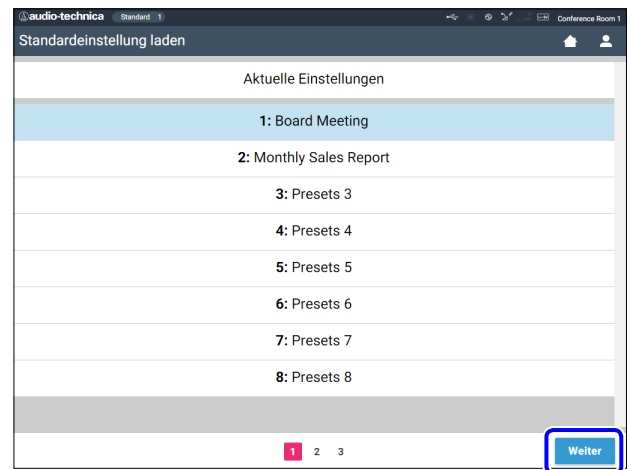 audio-technica Standard 1 Conference Room 1
Standardeinstellung laden
Aktuelle Einstellungen
1: Board Meeting
2: Monthly Sales Report
3: Presets 3
4: Presets 4
5: Presets 5
6: Presets 6
7: Presets 7
8: Presets 8
1 2 3 Weiter